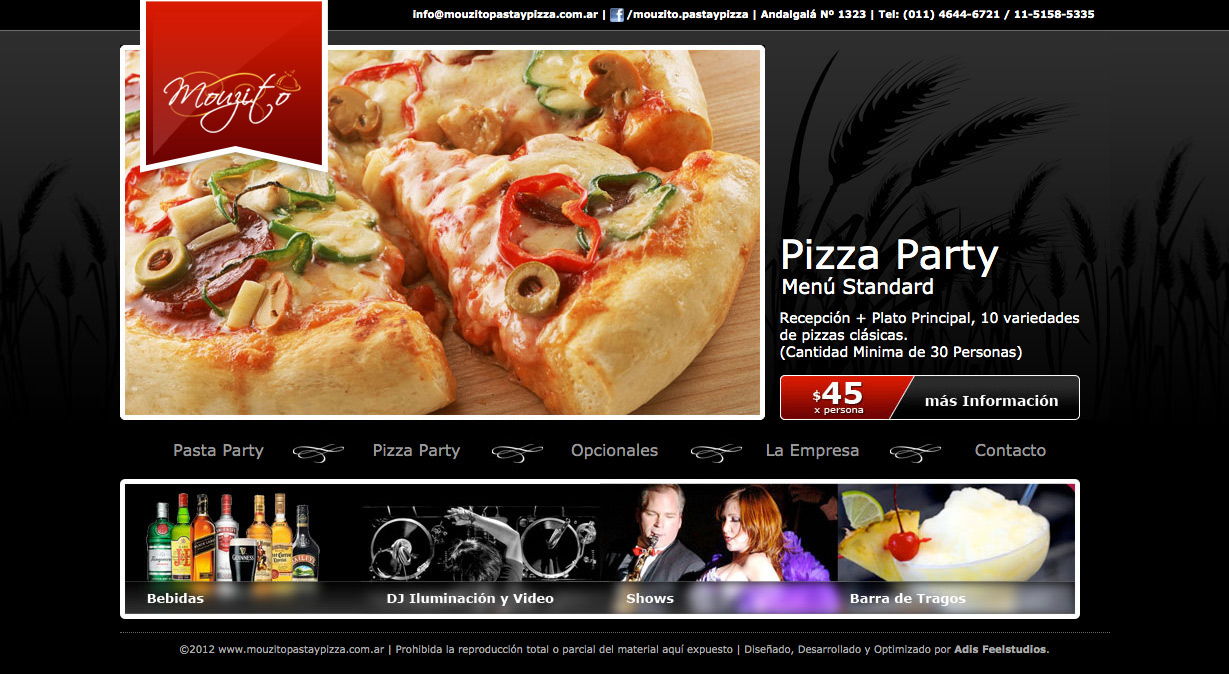 info@mouzitopastaypizza.com.ar | f /mouzito.pastaypizza | Andalgalá Nº 1323 | Tel: (011) 4644-6721 / 11-5158-5335
Mouzito
Pizza Party
Menú Standard
Recepción + Plato Principal, 10 variedades
de pizzas clásicas.
(Cantidad Minima de 30 Personas)
$45
x persona
más Información
Pasta Party Pizza Party Opcionales La Empresa Contacto
GUINNESS
BAILEYS
Bebidas DJ Iluminación y Video Shows Barra de Tragos
©2012 www.mouzitopastaypizza.com.ar | Prohibida la reproducción total o parcial del material aquí expuesto | Diseñado, Desarrollado y Optimizado por Adis Feelstudios.